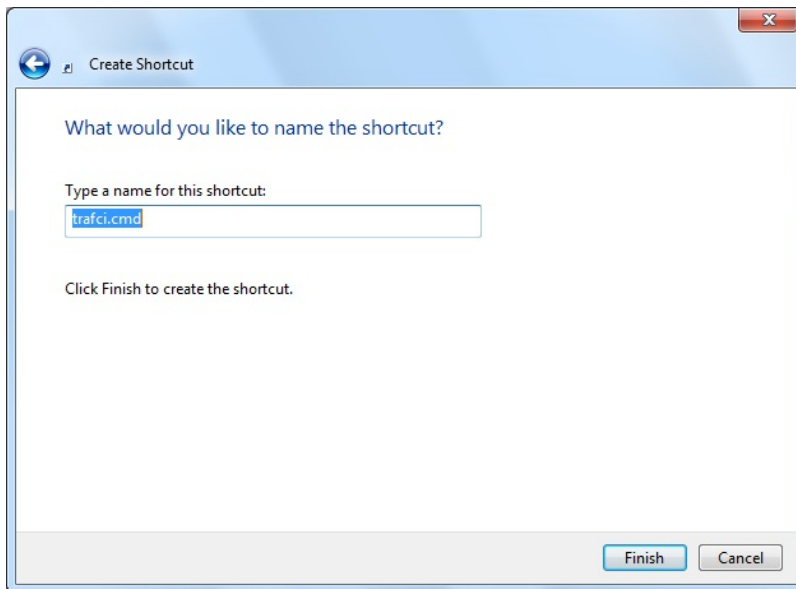 Create Shortcut
What would you like to name the shortcut?
Type a name for this shortcut:
trafci.cmd
Click Finish to create the shortcut.
Finish
Cancel